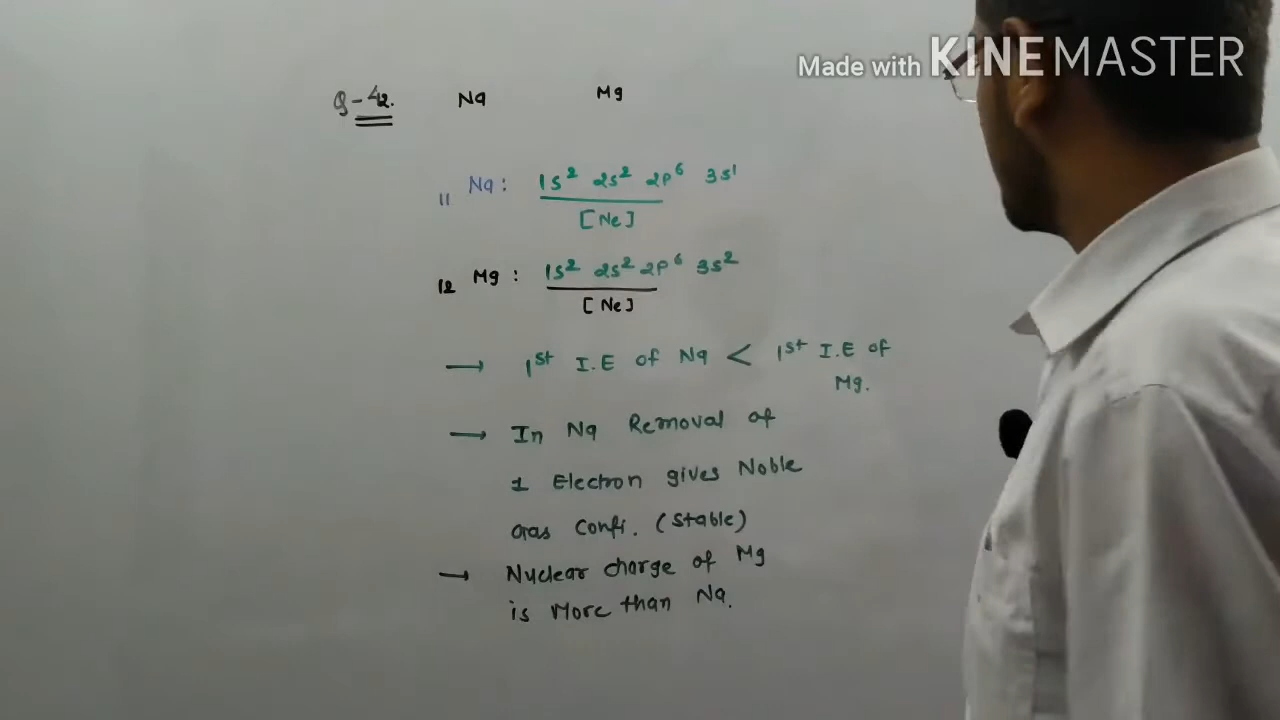 Made with KINEMASTER
Q-42. Na Mg
11 Na: 1s² 2s² 2p⁶ 3s¹
[Ne]
12 Mg: 1s² 2s² 2p⁶ 3s²
[Ne]
→ 1st I.E of Na < 1st I.E of
Mg.
→ In Na Removal of
1 Electron gives Noble
Gas Confi. (Stable)
→ Nuclear charge of Mg
is More than Na.